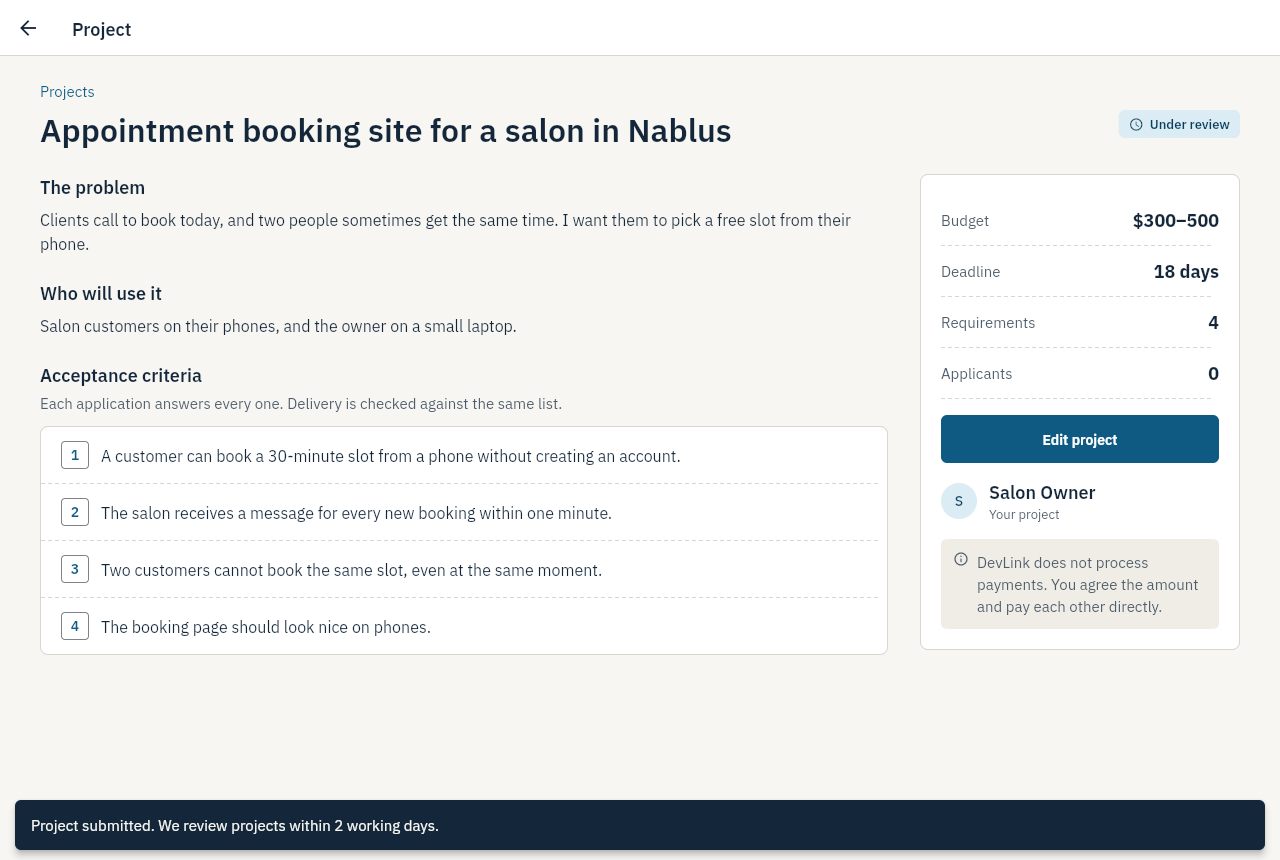 Project
Projects
Appointment booking site for a salon in Nablus
Under review
The problem
Clients call to book today, and two people sometimes get the same time. I want them to pick a free slot from their
phone.
Who will use it
Salon customers on their phones, and the owner on a small laptop.
Acceptance criteria
Each application answers every one. Delivery is checked against the same list.
1 A customer can book a 30-minute slot from a phone without creating an account.
2 The salon receives a message for every new booking within one minute.
3 Two customers cannot book the same slot, even at the same moment.
4 The booking page should look nice on phones.
Budget $300–500
Deadline 18 days
Requirements 4
Applicants 0
Edit project
S
Salon Owner
Your project
DevLink does not process
payments. You agree the amount
and pay each other directly.
Project submitted. We review projects within 2 working days.